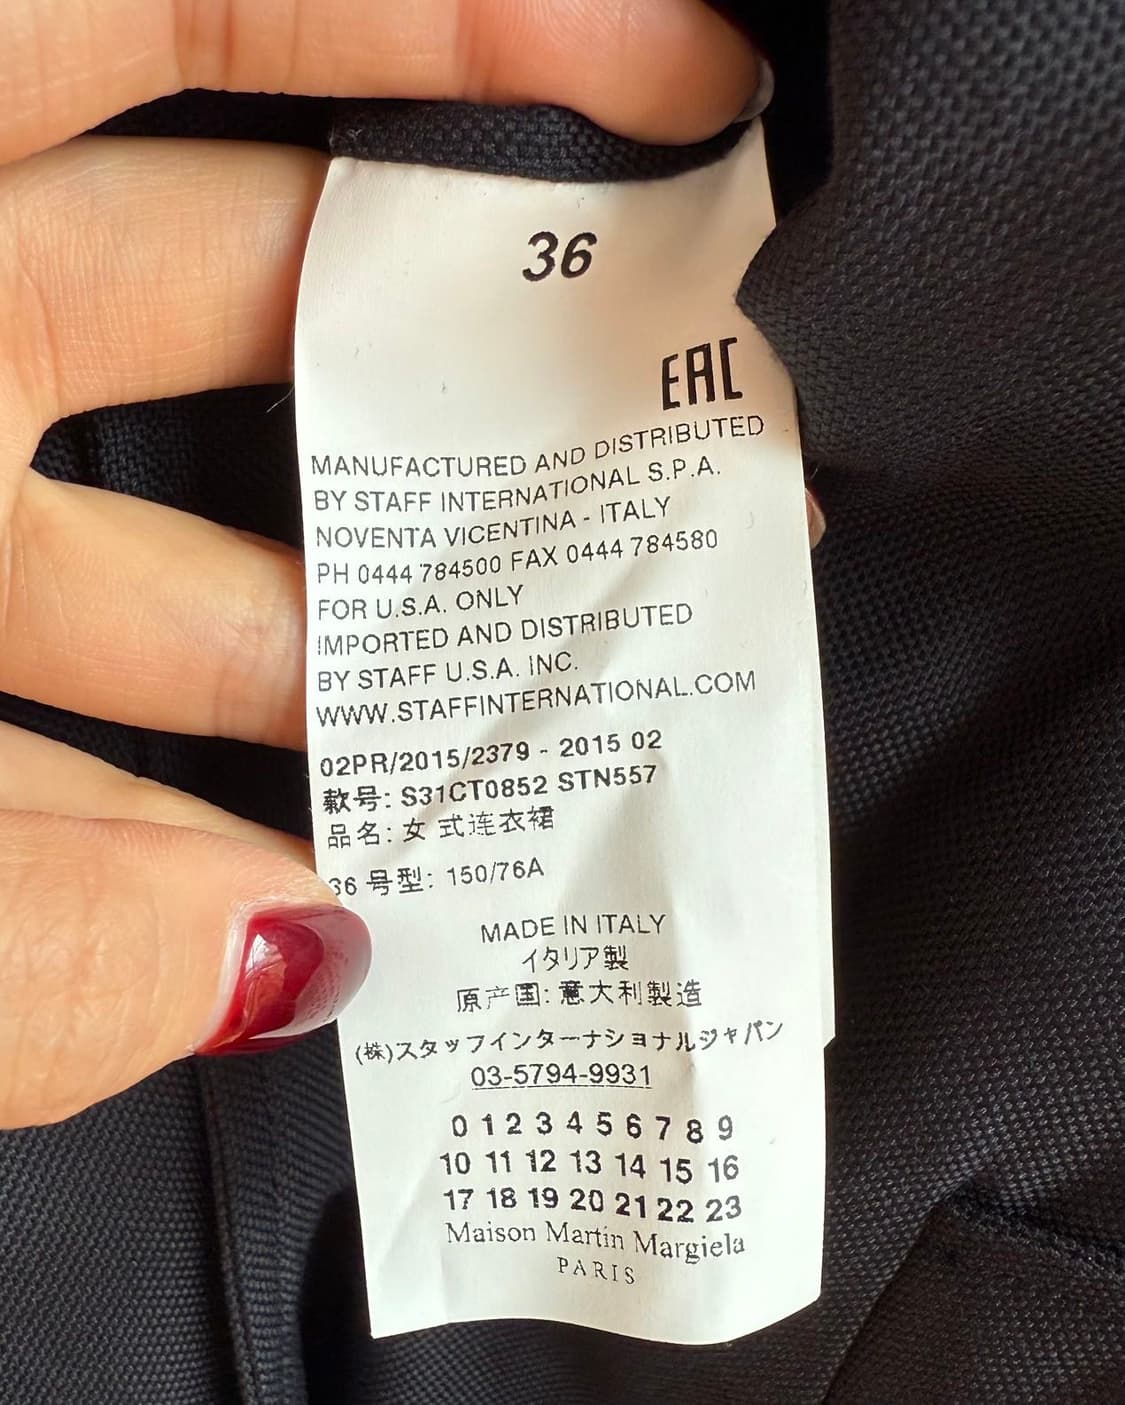 36
EAC
MANUFACTURED AND DISTRIBUTED
BY STAFF INTERNATIONAL S.P.A.
NOVENTA VICENTINA - ITALY
PH 0444 784500 FAX 0444 784580
FOR U.S.A. ONLY
IMPORTED AND DISTRIBUTED
BY STAFF U.S.A. INC.
WWW.STAFFINTERNATIONAL.COM
02PR/2015/2379 - 2015 02
款号: S31CT0852 STN557
品名: 女 式连衣裙
36 号型: 150/76A
MADE IN ITALY
イタリア製
原产国: 意大利製造
(株)スタッフインターナショナルジャパン
03-5794-9931
0 1 2 3 4 5 6 7 8 9
10 11 12 13 14 15 16
17 18 19 20 21 22 23
Maison Martin Margiela
PARIS